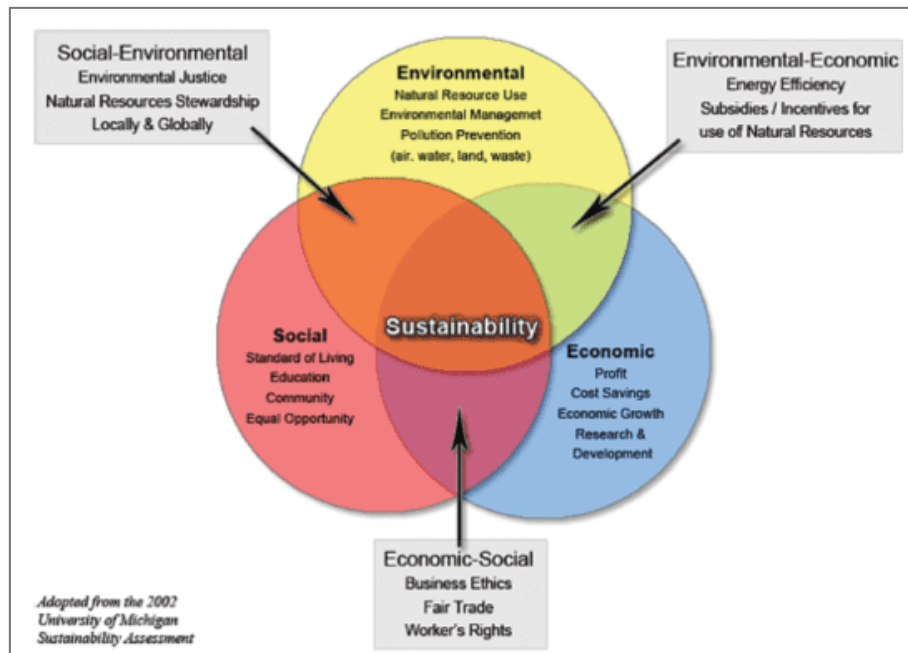 Social-Environmental
Environmental Justice
Natural Resources Stewardship
Locally & Globally
Environmental
Natural Resource Use
Environmental Managemet
Pollution Prevention
(air. water, land, waste)
Environmental-Economic
Energy Efficiency
Subsidies / Incentives for
use of Natural Resources
Sustainability
Social
Standard of Living
Education
Community
Equal Opportunity
Economic
Profit
Cost Savings
Economic Growth
Research &
Development
Economic-Social
Business Ethics
Fair Trade
Worker's Rights
Adopted from the 2002
University of Michigan
Sustainability Assessment